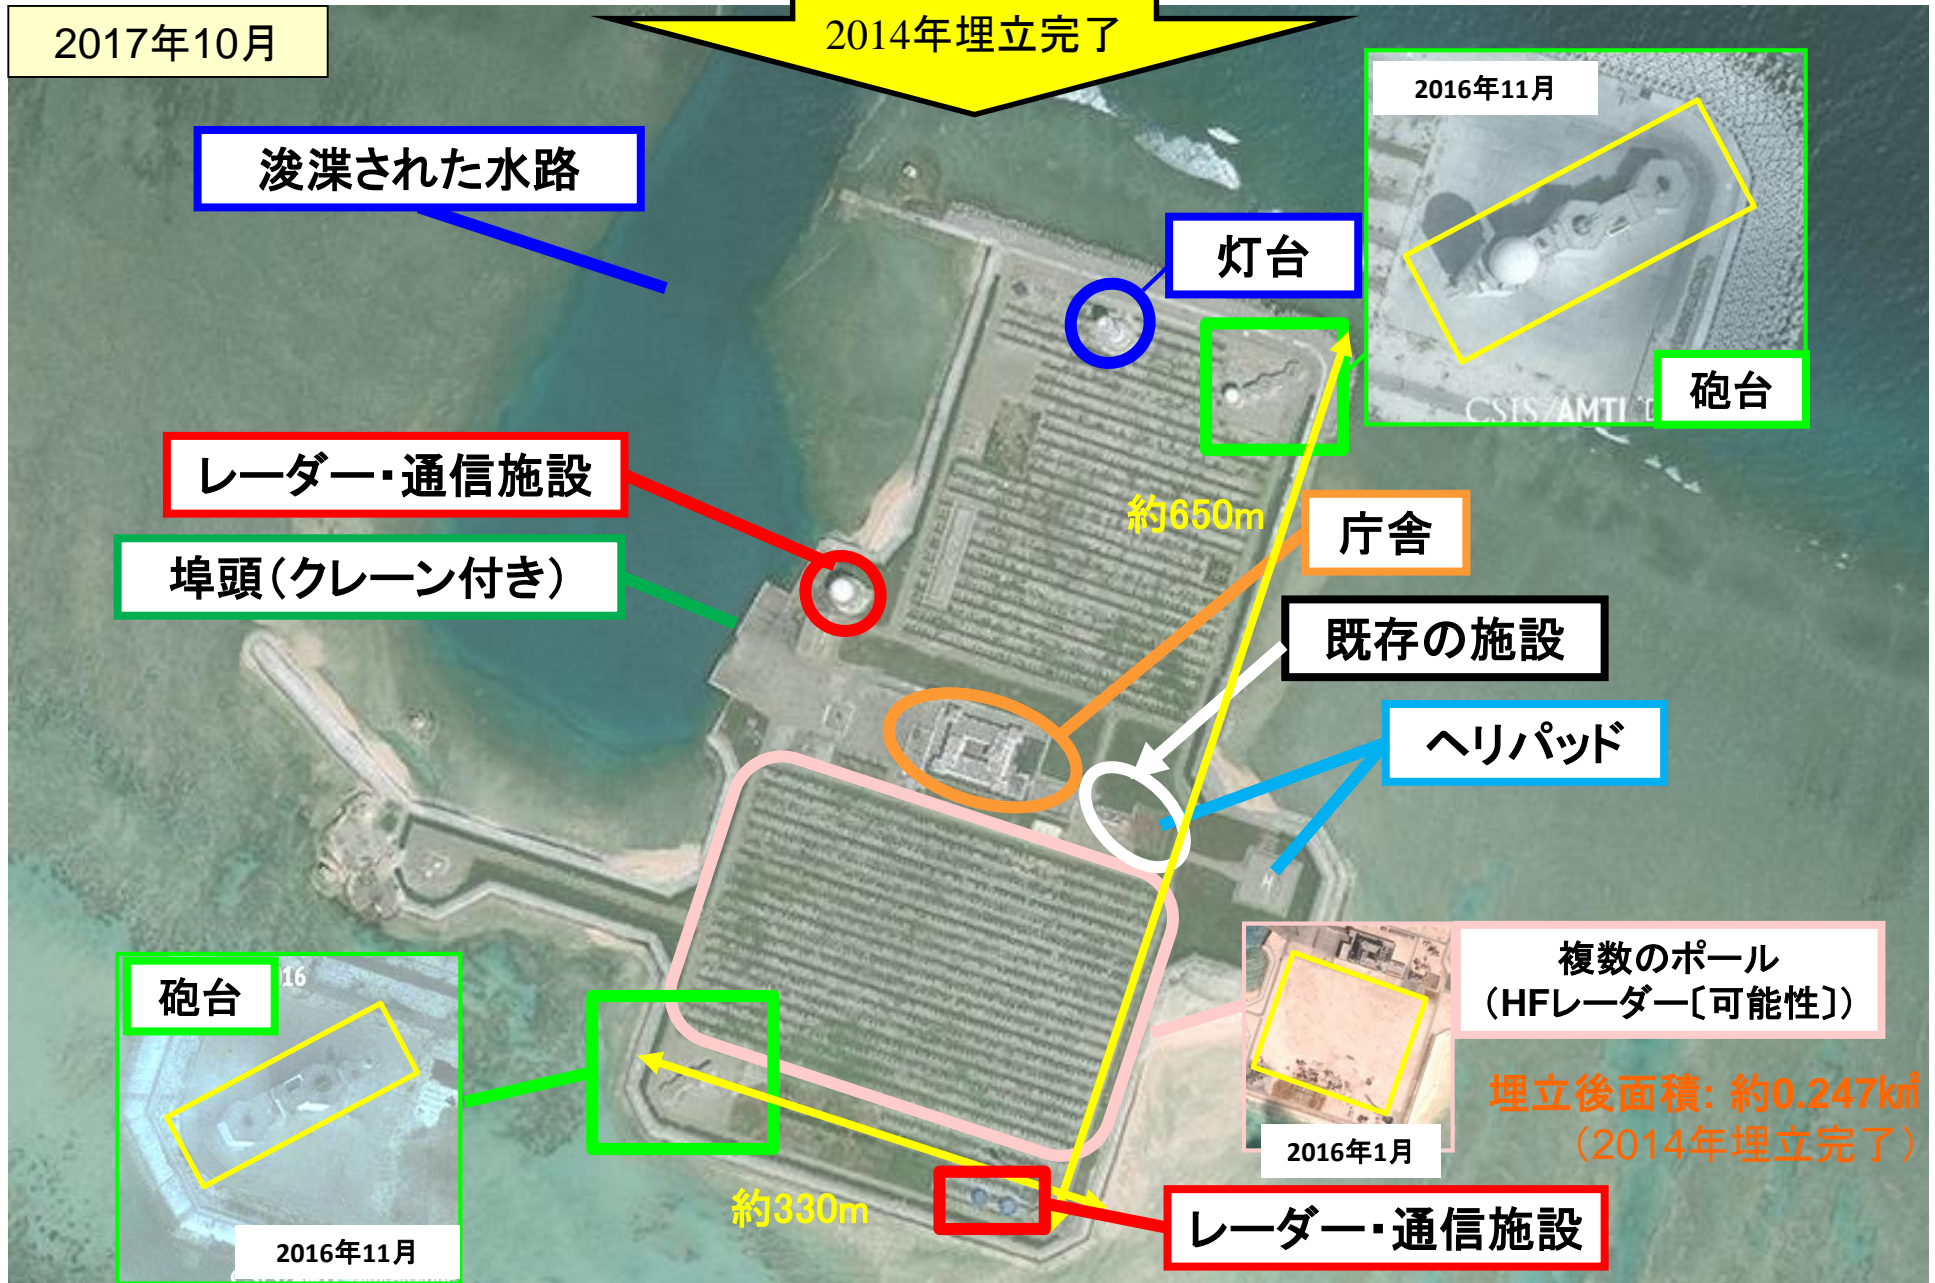 2017年10月
2014年埋立完了
2016年11月
浚渫された水路
灯台
砲台
CSIS/AMTI
レーダー・通信施設
約650m
庁舎
埠頭（クレーン付き）
既存の施設
ヘリパッド
H
複数のポール
（HFレーダー〔可能性〕）
砲台
16
埋立後面積: 約0.247㎢
（2014年埋立完了）
2016年1月
約330m
レーダー・通信施設
2016年11月